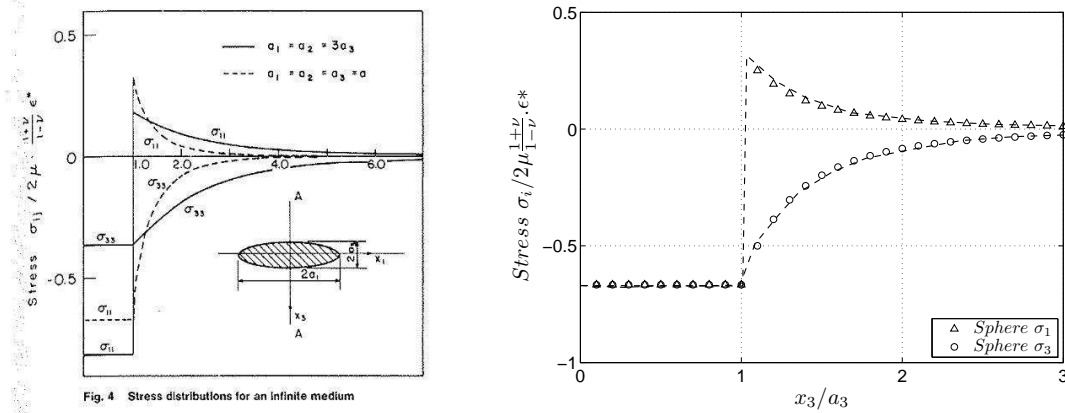 0.5
a₁ = a₂ = 3a₃
a₁ = a₂ = a₃ = a
Stress σᵢⱼ / 2μ · (1+ν)/(1−ν) ε*
σ₁₁
σ₁₁
0
1.0 2.0 4.0 6.0
σ₃₃
σ₃₃
σ₃₃
-0.5
σ₁₁
σ₁₁
A
2a₃
x₁
2a₁
x₃
A
Fig. 4 Stress distributions for an infinite medium
0.5
0
−0.5
−1
Stress σᵢ/2μ (1+ν)/(1−ν).ϵ*
0 1 2 3
x₃/a₃
Sphere σ₁
Sphere σ₃